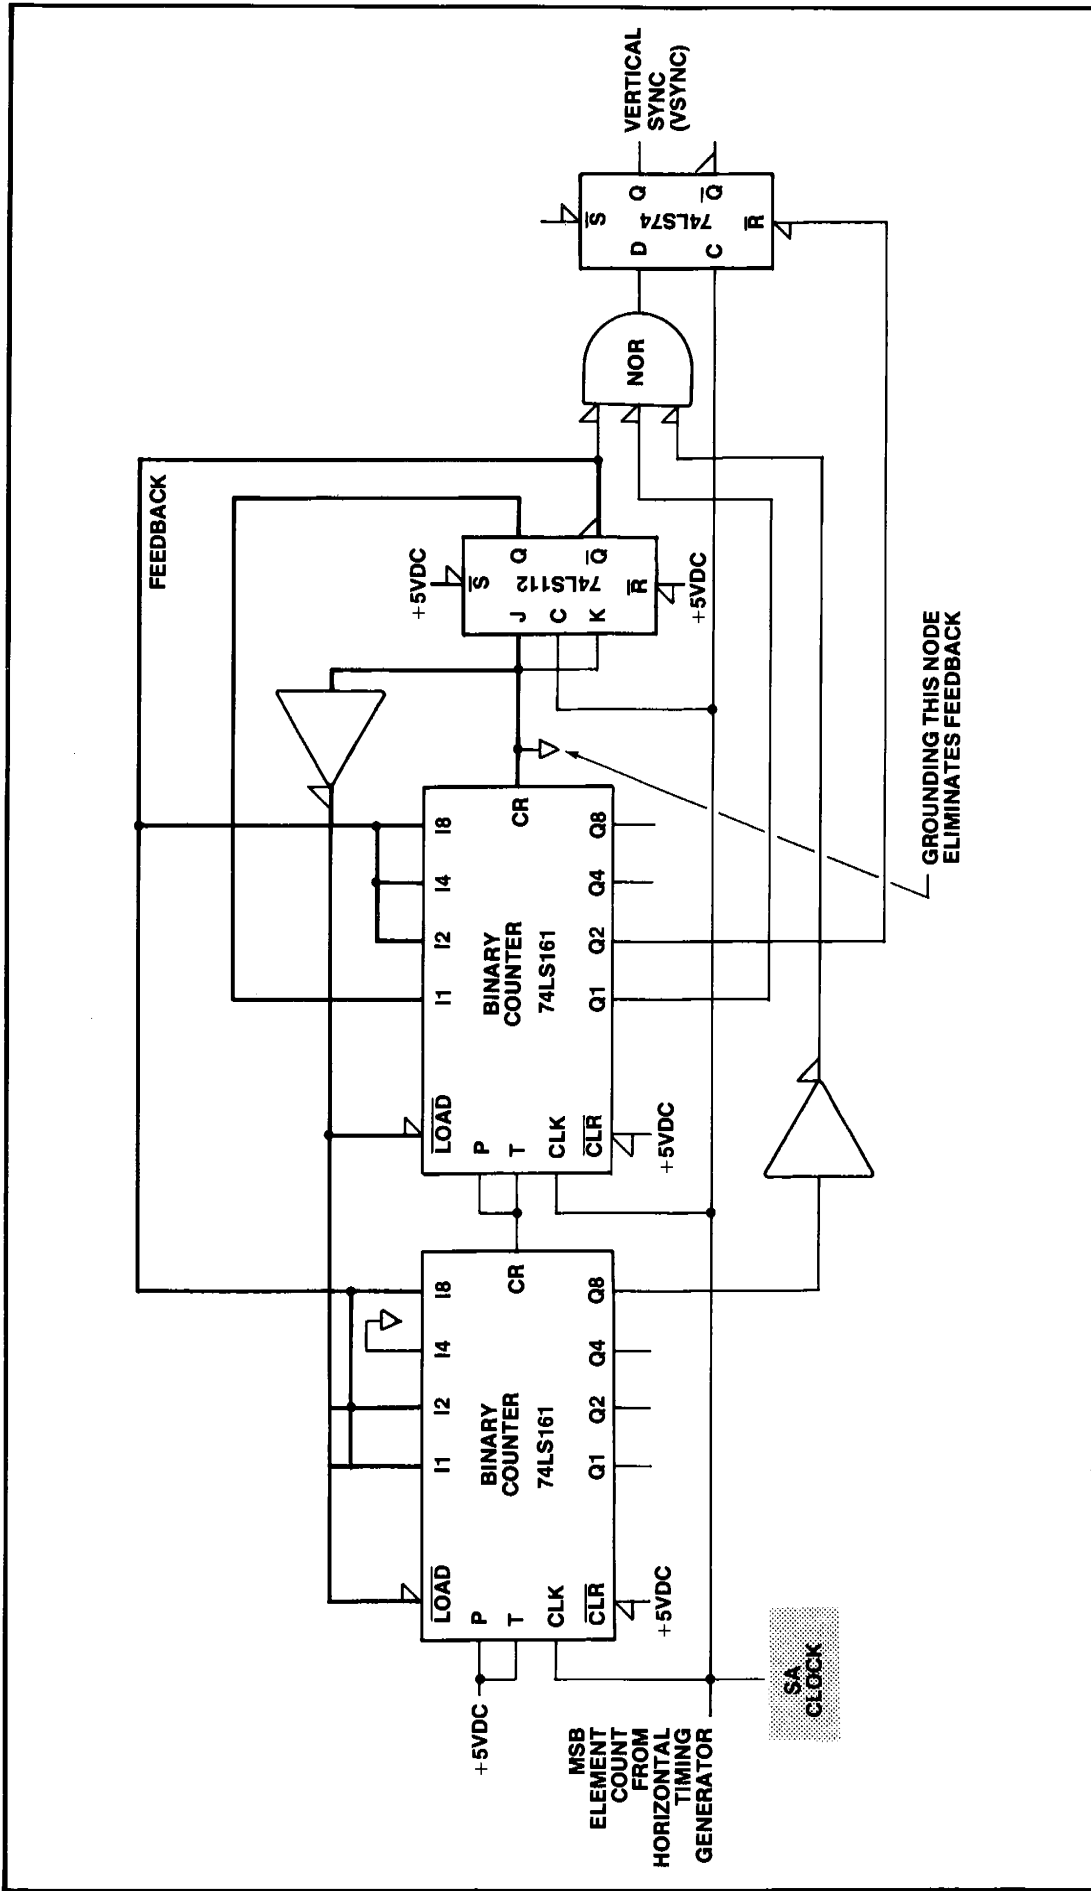 FEEDBACK
+5VDC
P
T
CLK
LOAD
CLR
+5VDC
I1
I2
I4
I8
BINARY
COUNTER
74LS161
CR
Q1
Q2
Q4
Q8
LOAD
P
T
CLK
CLR
+5VDC
I1
I2
I4
I8
BINARY
COUNTER
74LS161
CR
Q1
Q2
Q4
Q8
+5VDC
S
J
C
K
Q
Q
74LS112
R
+5VDC
NOR
S
D
C
Q
Q
74LS74
R
VERTICAL
SYNC
(VSYNC)
MSB
ELEMENT
COUNT
FROM
HORIZONTAL
TIMING
GENERATOR
SA
CLOCK
GROUNDING THIS NODE
ELIMINATES FEEDBACK